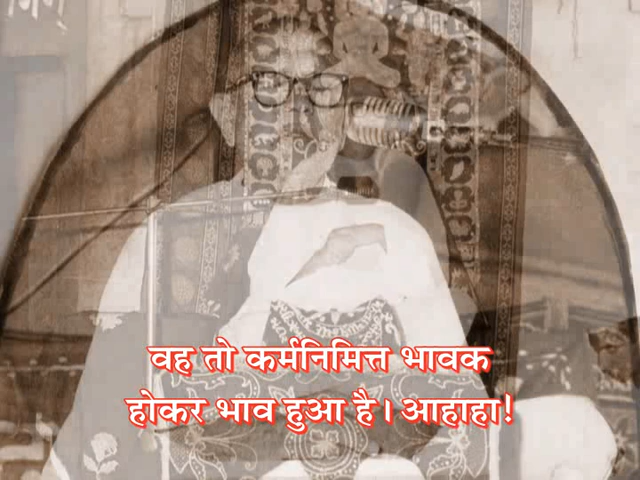 वह तो कर्मनिमित्त भावक
होकर भाव हुआ है। आहाहा!